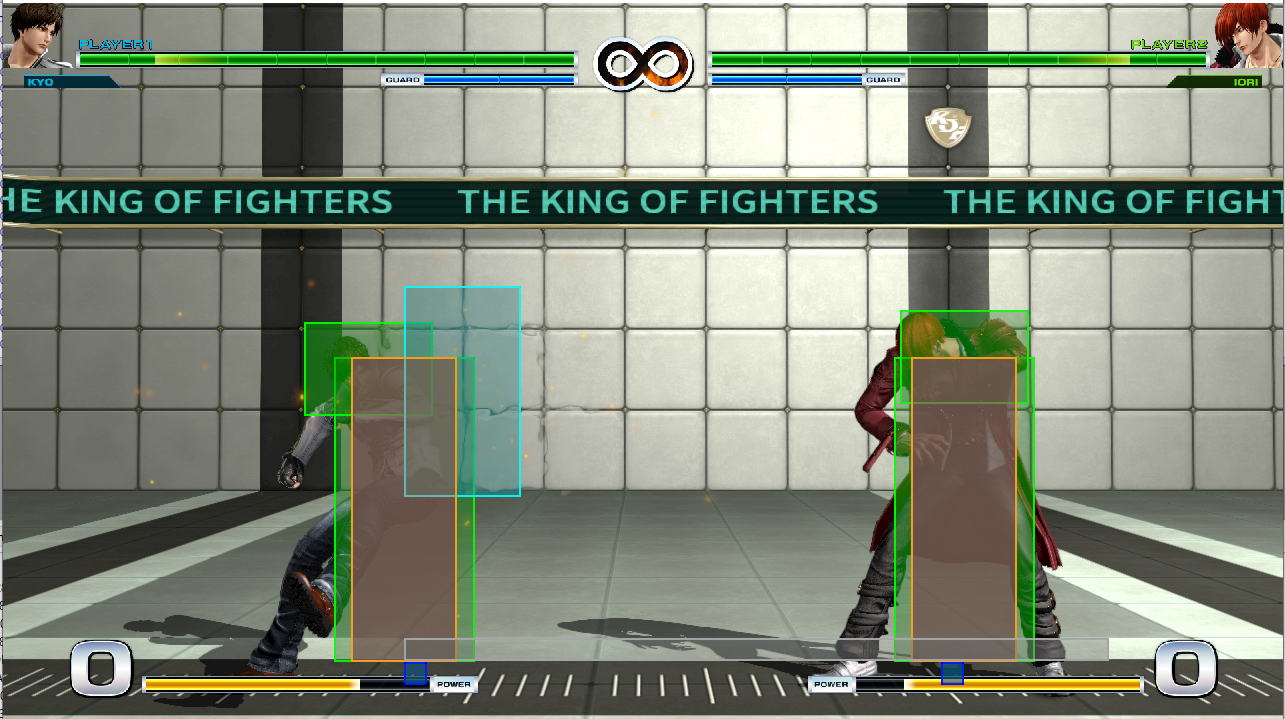 PLAYER1
PLAYER2
KYO
GUARD
GUARD
IORI
HE KING OF FIGHTERS THE KING OF FIGHTERS THE KING OF FIGHT
0
0
POWER
POWER